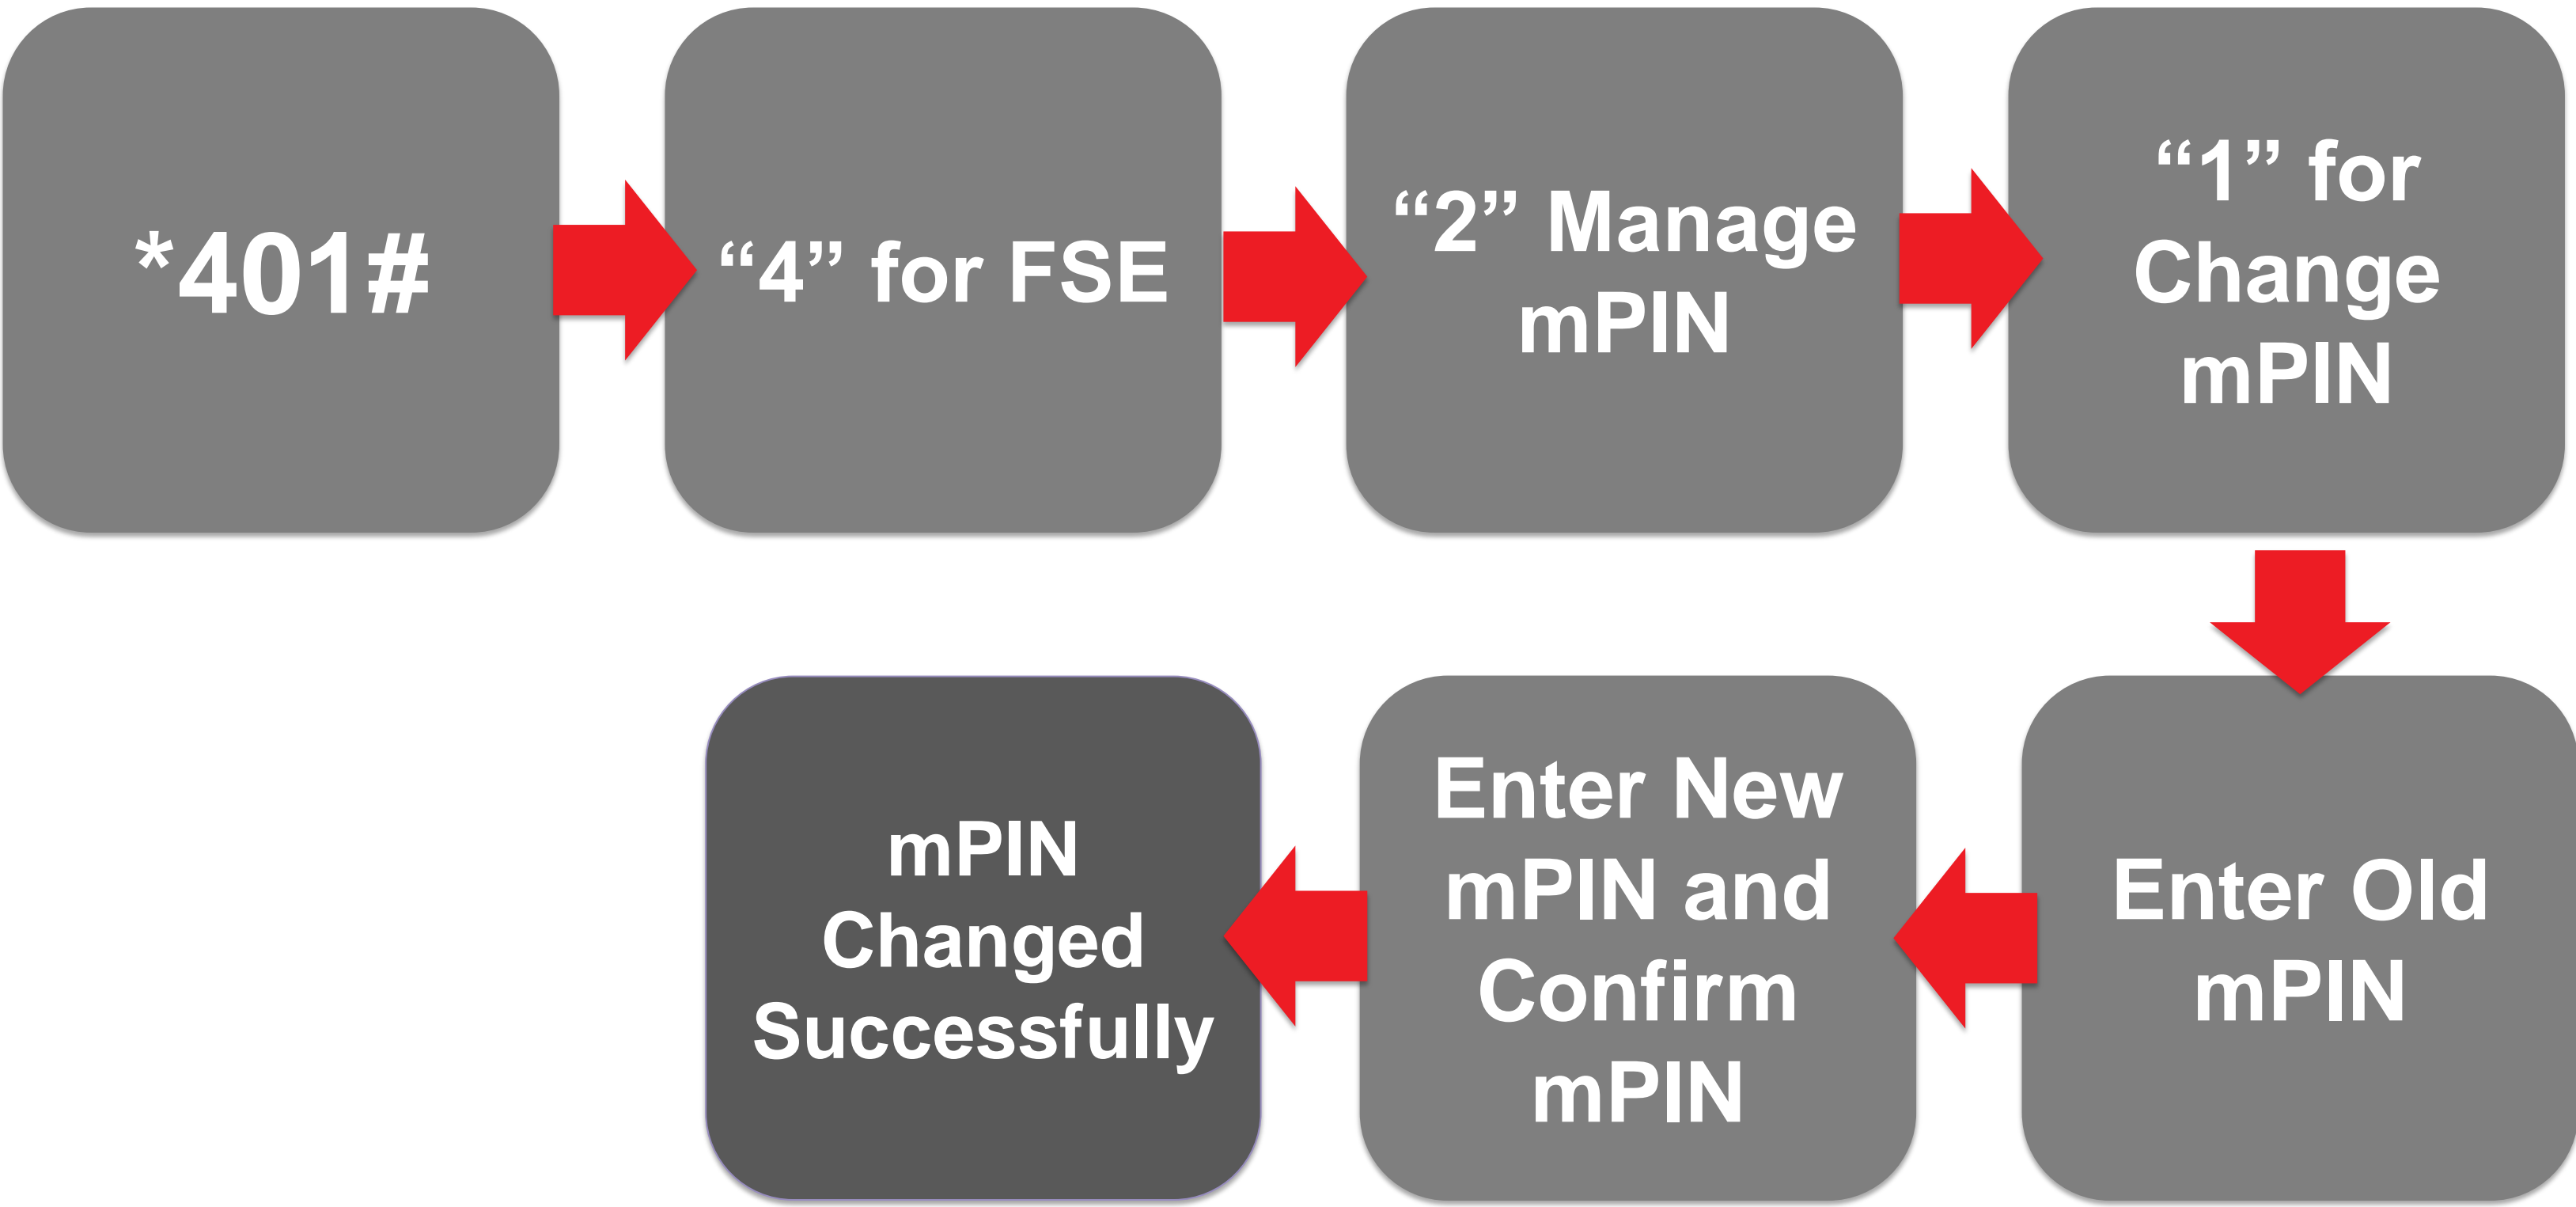 *401#
“4” for FSE
“2” Manage
mPIN
“1” for
Change
mPIN
Enter Old
mPIN
Enter New
mPIN and
Confirm
mPIN
mPIN
Changed
Successfully